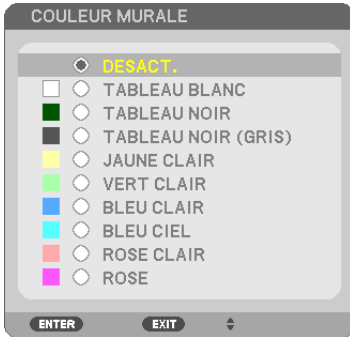 COULEUR MURALE
DESACT.
TABLEAU BLANC
TABLEAU NOIR
TABLEAU NOIR (GRIS)
JAUNE CLAIR
VERT CLAIR
BLEU CLAIR
BLEU CIEL
ROSE CLAIR
ROSE
ENTER EXIT